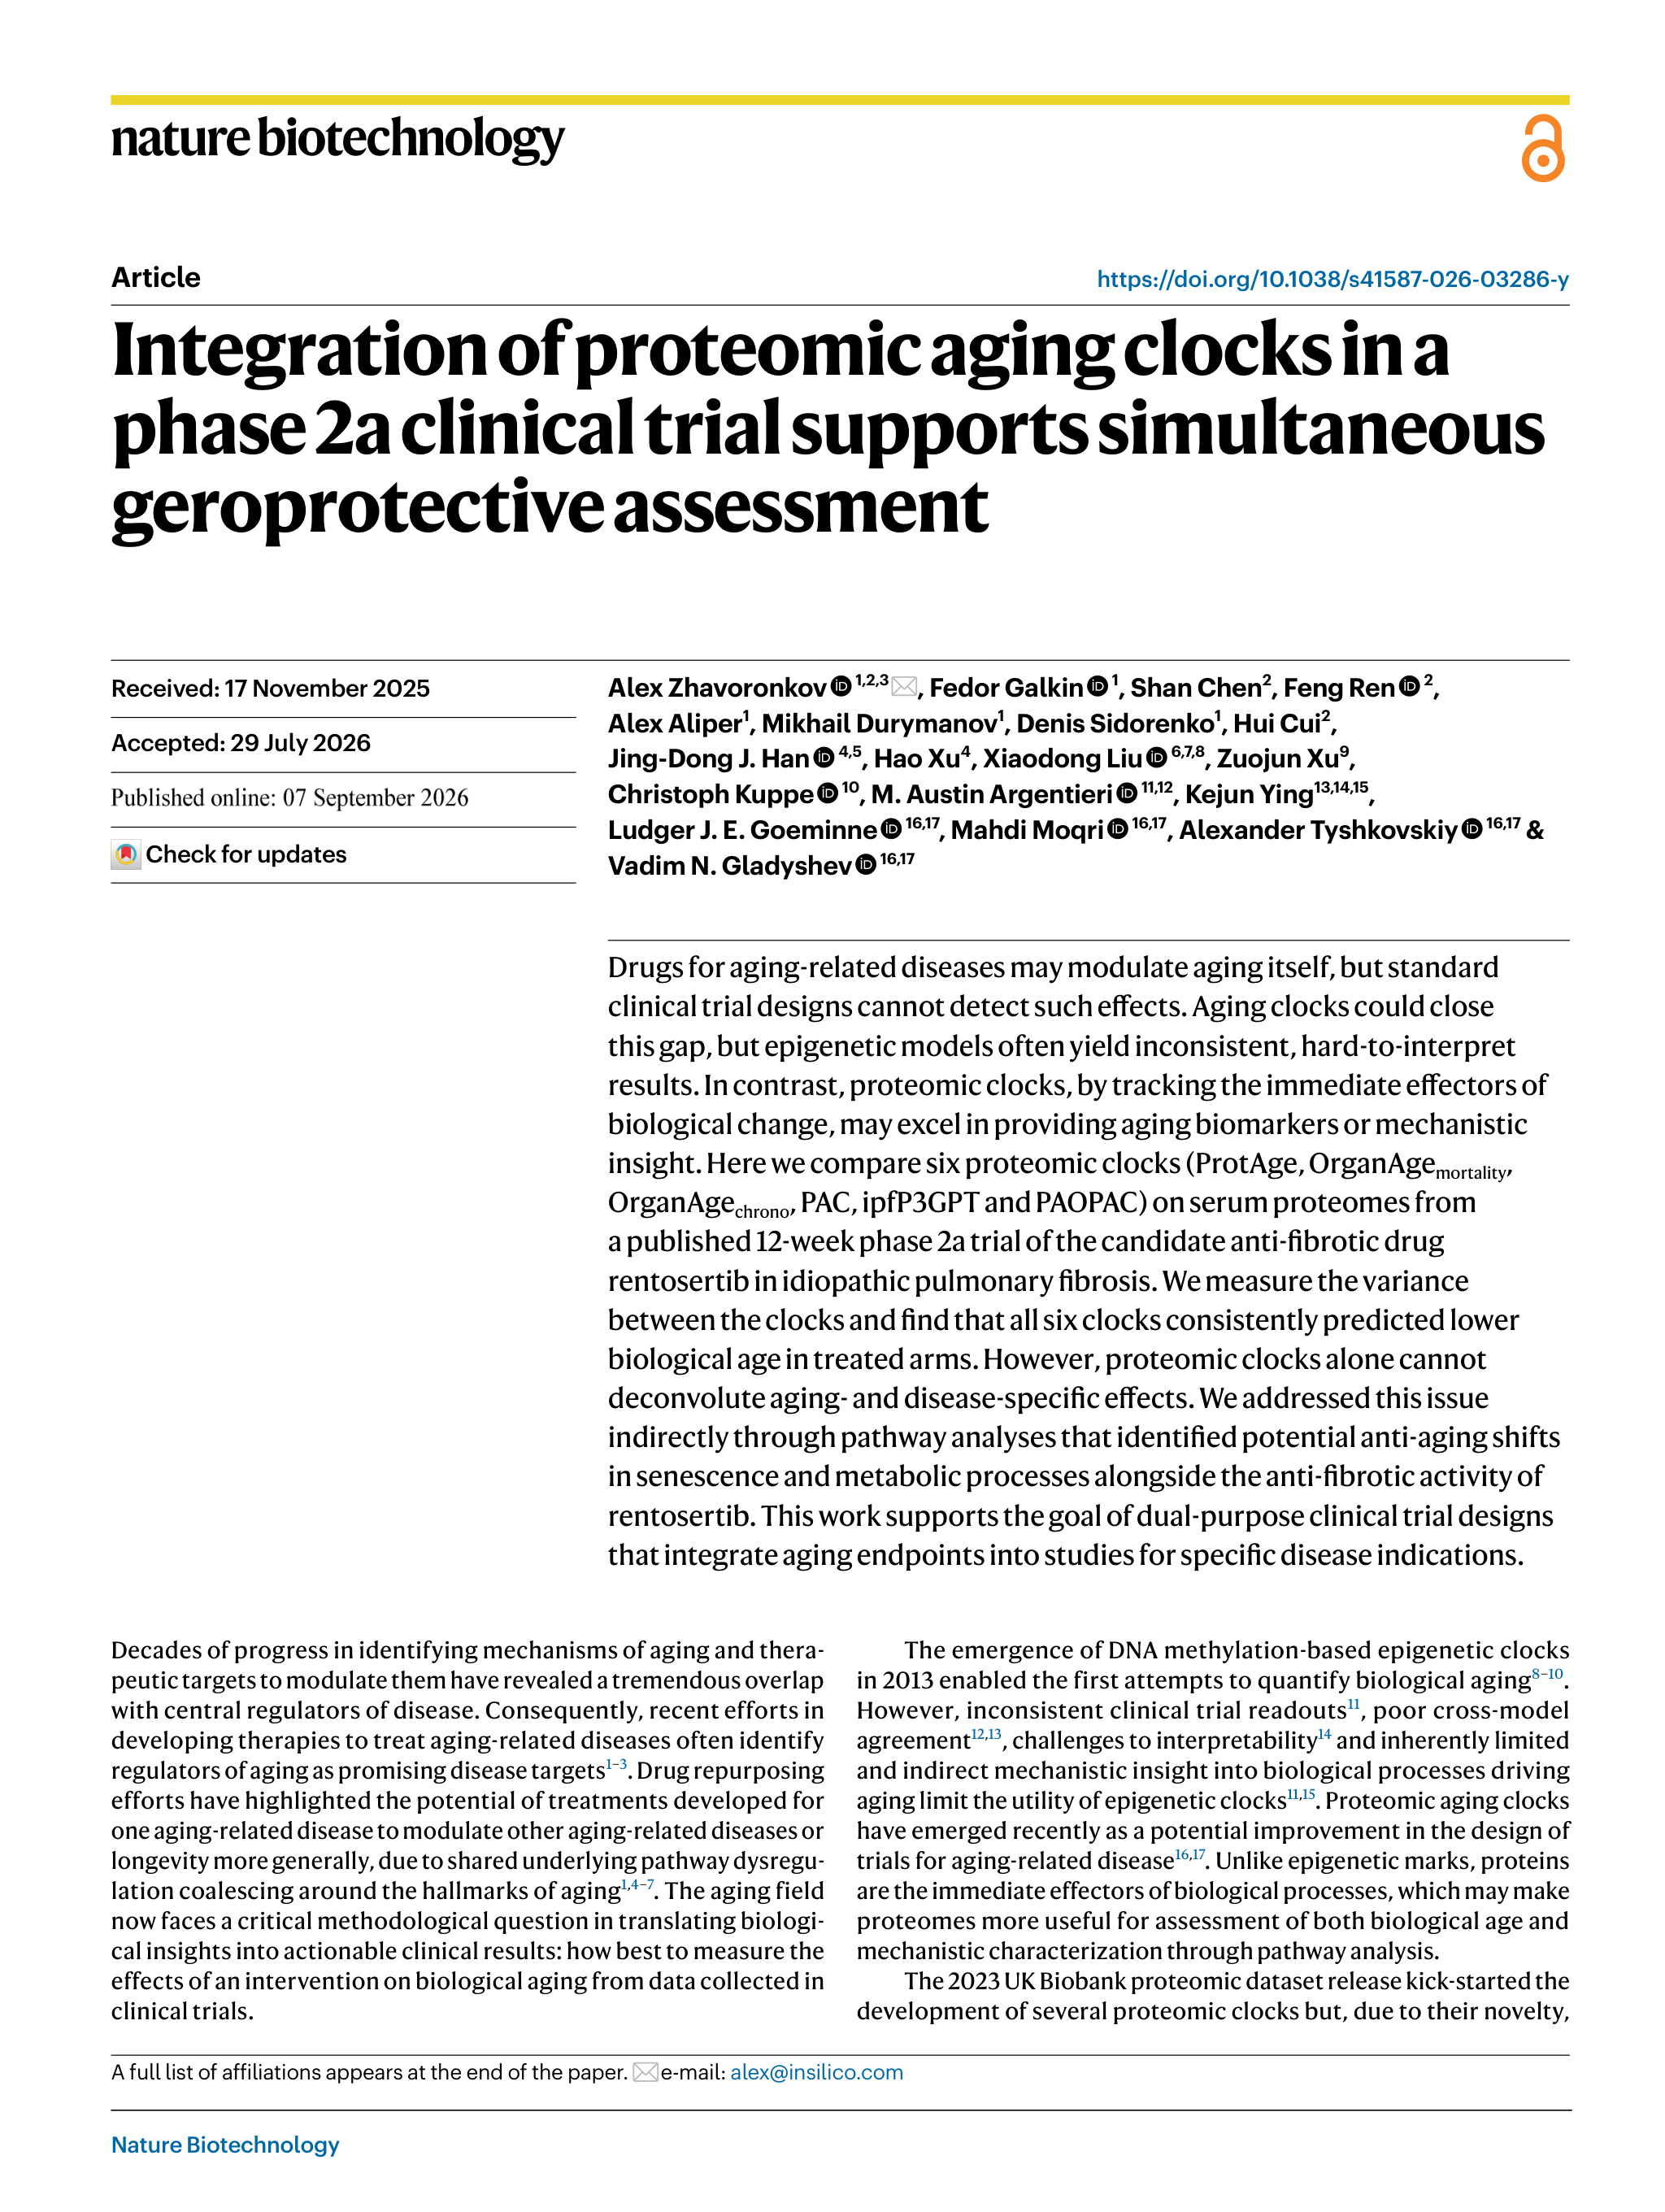 nature biotechnology
Article
https://doi.org/10.1038/s41587-026-03286-y
Integration of proteomic aging clocks in a
phase 2a clinical trial supports simultaneous
geroprotective assessment
Received: 17 November 2025
Accepted: 29 July 2026
Published online: 07 September 2026
Check for updates
Alex Zhavoronkov 1,2,3, Fedor Galkin 1, Shan Chen2, Feng Ren 2,
Alex Aliper1, Mikhail Durymanov1, Denis Sidorenko1, Hui Cui2,
Jing-Dong J. Han 4,5, Hao Xu4, Xiaodong Liu 6,7,8, Zuojun Xu9,
Christoph Kuppe 10, M. Austin Argentieri 11,12, Kejun Ying13,14,15,
Ludger J. E. Goeminne 16,17, Mahdi Moqri 16,17, Alexander Tyshkovskiy 16,17 &
Vadim N. Gladyshev 16,17
Drugs for aging-related diseases may modulate aging itself, but standard
clinical trial designs cannot detect such effects. Aging clocks could close
this gap, but epigenetic models often yield inconsistent, hard-to-interpret
results. In contrast, proteomic clocks, by tracking the immediate effectors of
biological change, may excel in providing aging biomarkers or mechanistic
insight. Here we compare six proteomic clocks (ProtAge, OrganAgemortality,
OrganAgechrono, PAC, ipfP3GPT and PAOPAC) on serum proteomes from
a published 12-week phase 2a trial of the candidate anti-fibrotic drug
rentosertib in idiopathic pulmonary fibrosis. We measure the variance
between the clocks and find that all six clocks consistently predicted lower
biological age in treated arms. However, proteomic clocks alone cannot
deconvolute aging- and disease-specific effects. We addressed this issue
indirectly through pathway analyses that identified potential anti-aging shifts
in senescence and metabolic processes alongside the anti-fibrotic activity of
rentosertib. This work supports the goal of dual-purpose clinical trial designs
that integrate aging endpoints into studies for specific disease indications.
Decades of progress in identifying mechanisms of aging and thera-
peutic targets to modulate them have revealed a tremendous overlap
with central regulators of disease. Consequently, recent efforts in
developing therapies to treat aging-related diseases often identify
regulators of aging as promising disease targets1–3. Drug repurposing
efforts have highlighted the potential of treatments developed for
one aging-related disease to modulate other aging-related diseases or
longevity more generally, due to shared underlying pathway dysregu-
lation coalescing around the hallmarks of aging1,4–7. The aging field
now faces a critical methodological question in translating biologi-
cal insights into actionable clinical results: how best to measure the
effects of an intervention on biological aging from data collected in
clinical trials.
The emergence of DNA methylation-based epigenetic clocks
in 2013 enabled the first attempts to quantify biological aging8–10.
However, inconsistent clinical trial readouts11, poor cross-model
agreement12,13, challenges to interpretability14 and inherently limited
and indirect mechanistic insight into biological processes driving
aging limit the utility of epigenetic clocks11,15. Proteomic aging clocks
have emerged recently as a potential improvement in the design of
trials for aging-related disease16,17. Unlike epigenetic marks, proteins
are the immediate effectors of biological processes, which may make
proteomes more useful for assessment of both biological age and
mechanistic characterization through pathway analysis.
The 2023 UK Biobank proteomic dataset release kick-started the
development of several proteomic clocks but, due to their novelty,
A full list of affiliations appears at the end of the paper. e-mail: alex@insilico.com
Nature Biotechnology